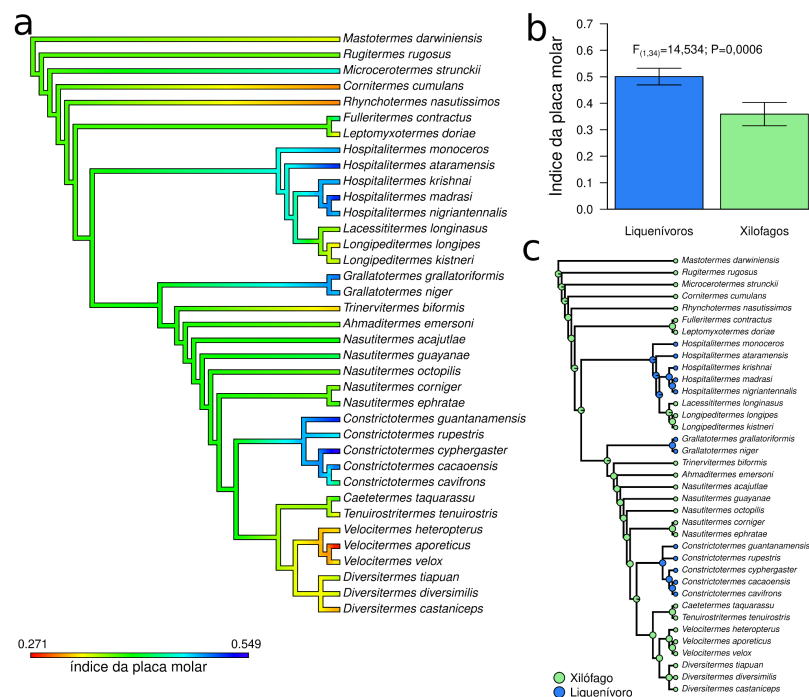 a
Mastotermes darwiniensis
Rugitermes rugosus
Microcerotermes strunckii
Cornitermes cumulans
Rhynchotermes nasutissimos
Fulleritermes contractus
Leptomyxotermes doriae
Hospitalitermes monoceros
Hospitalitermes ataramensis
Hospitalitermes krishnai
Hospitalitermes madrasi
Hospitalitermes nigriantennalis
Lacessititermes longinasus
Longipeditermes longipes
Longipeditermes kistneri
Grallatotermes grallatoriformis
Grallatotermes niger
Trinervitermes biformis
Ahmaditermes emersoni
Nasutitermes acajutlae
Nasutitermes guayanae
Nasutitermes octopilis
Nasutitermes corniger
Nasutitermes ephratae
Constrictotermes guantanamensis
Constrictotermes rupestris
Constrictotermes cyphergaster
Constrictotermes cacaoensis
Constrictotermes cavifrons
Caetetermes taquarassu
Tenuirostritermes tenuirostris
Velocitermes heteropterus
Velocitermes aporeticus
Velocitermes velox
Diversitermes tiapuan
Diversitermes diversimilis
Diversitermes castaniceps
0.271 0.549
índice da placa molar
b
Indice da placa molar
0.7
0.6
0.5
0.4
0.3
0.2
0.1
0.0
F(1,34)=14,534; P=0,0006
Liquenívoros Xilofagos
c
Mastotermes darwiniensis
Rugitermes rugosus
Microcerotermes strunckii
Cornitermes cumulans
Rhynchotermes nasutissimos
Fulleritermes contractus
Leptomyxotermes doriae
Hospitalitermes monoceros
Hospitalitermes ataramensis
Hospitalitermes krishnai
Hospitalitermes madrasi
Hospitalitermes nigriantennalis
Lacessititermes longinasus
Longipeditermes longipes
Longipeditermes kistneri
Grallatotermes grallatoriformis
Grallatotermes niger
Trinervitermes biformis
Ahmaditermes emersoni
Nasutitermes acajutlae
Nasutitermes guayanae
Nasutitermes octopilis
Nasutitermes corniger
Nasutitermes ephratae
Constrictotermes guantanamensis
Constrictotermes rupestris
Constrictotermes cyphergaster
Constrictotermes cacaoensis
Constrictotermes cavifrons
Caetetermes taquarassu
Tenuirostritermes tenuirostris
Velocitermes heteropterus
Velocitermes aporeticus
Velocitermes velox
Diversitermes tiapuan
Diversitermes diversimilis
Diversitermes castaniceps
Xilófago
Liquenívoro